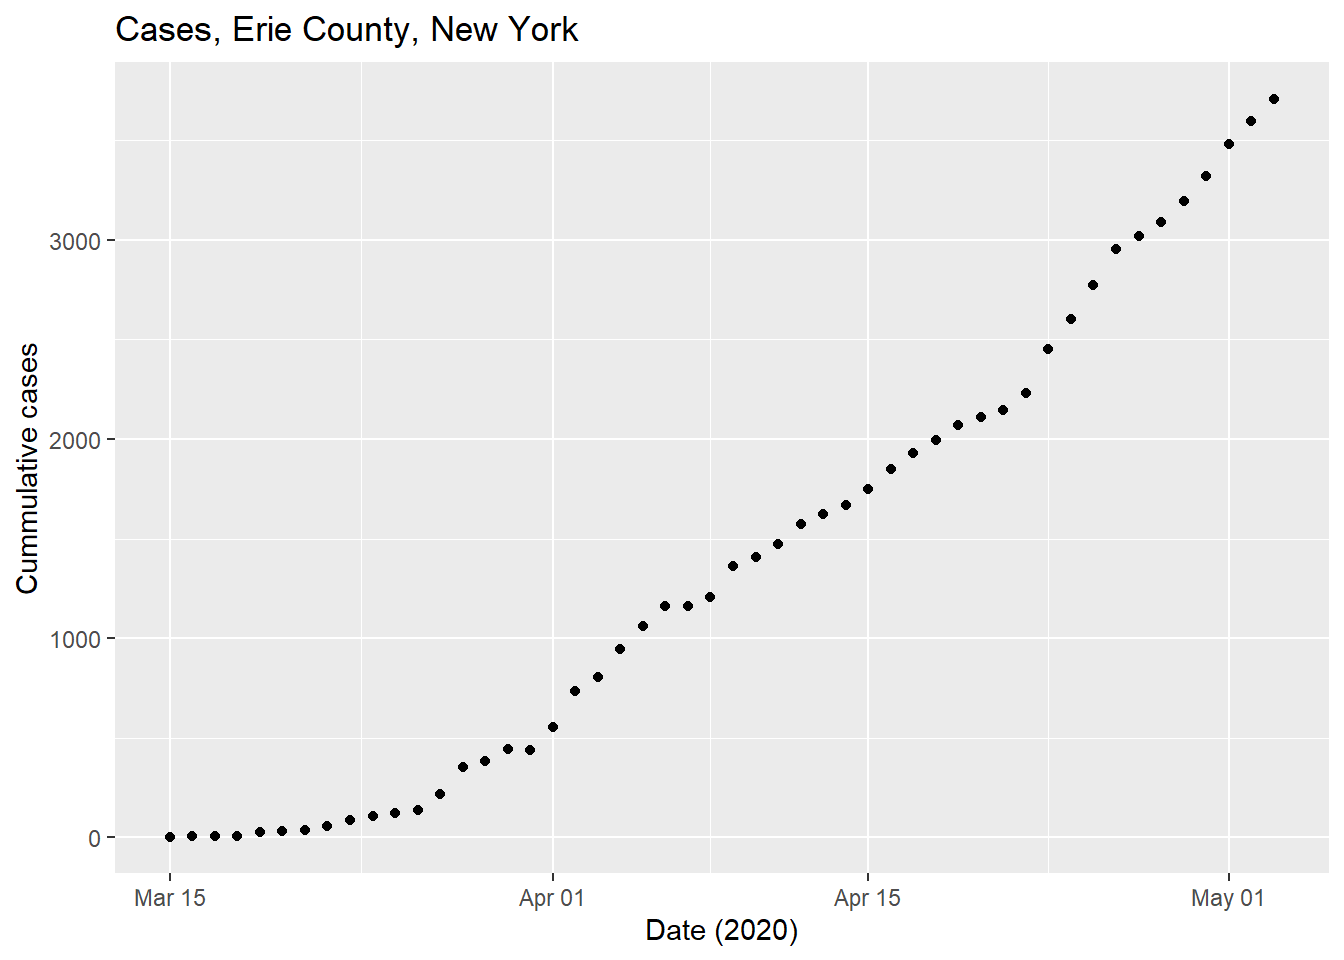 Cases, Erie County, New York
Cummulative cases
3000
2000
1000
0
Mar 15 Apr 01 Apr 15 May 01
Date (2020)